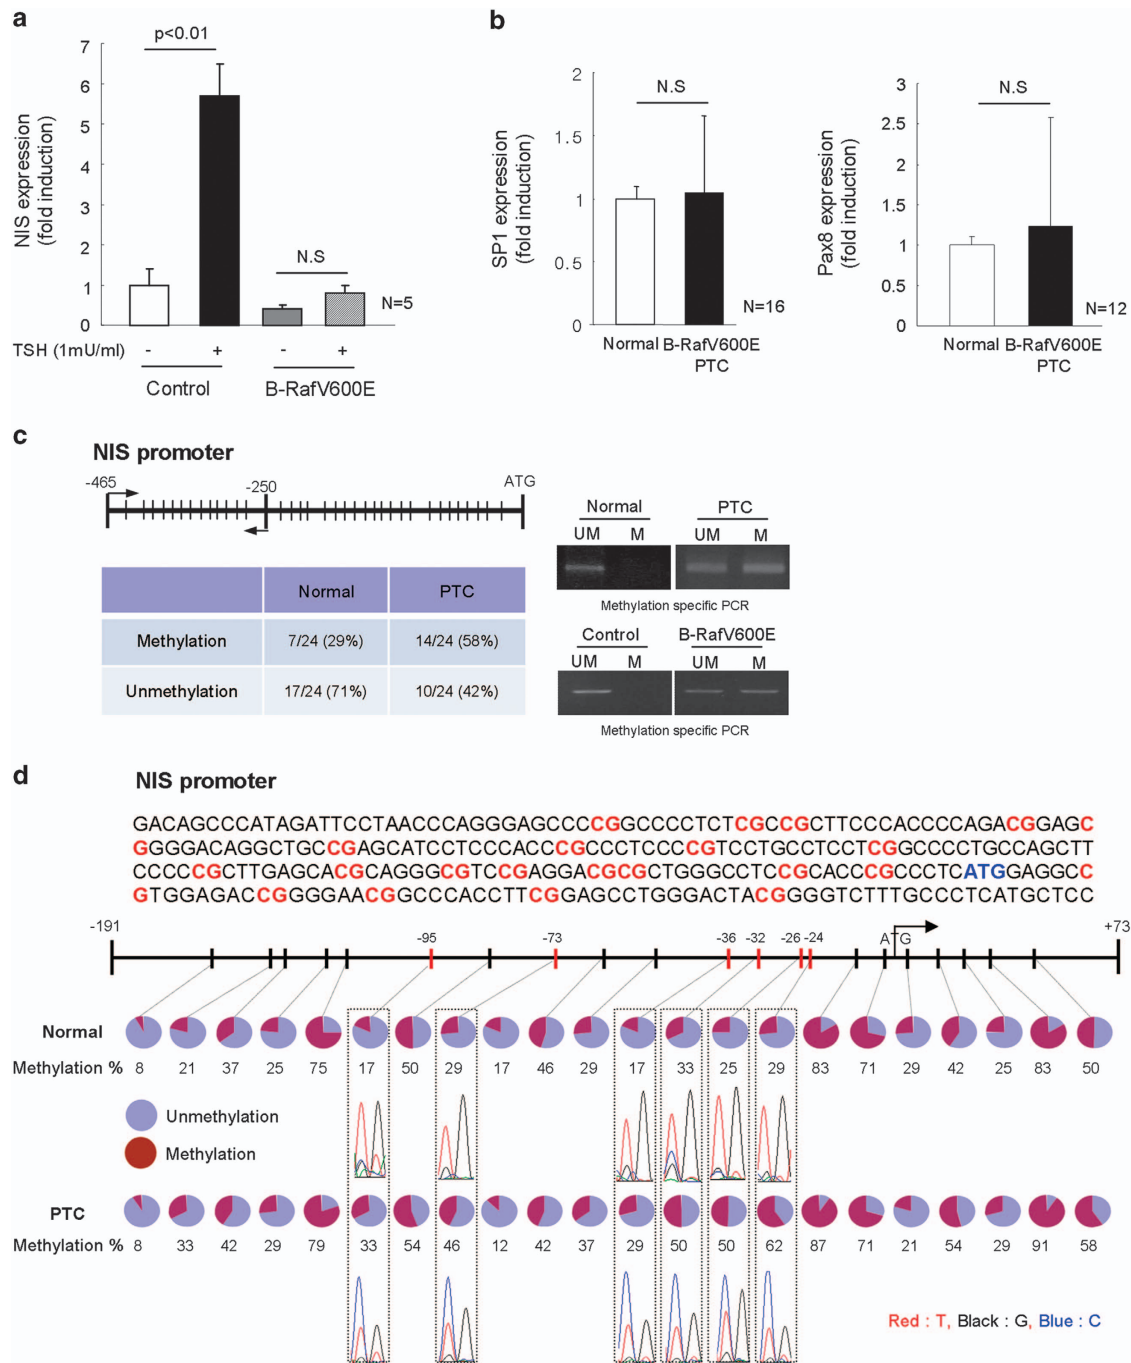 a
p<0.01
NIS expression
(fold induction)
7
6
5
4
3
2
1
0
N.S
N=5
TSH (1mU/ml)
- + - +
Control B-RafV600E
b
SP1 expression
(fold induction)
2
1.5
1
0.5
0
N.S
N=16
Normal B-RafV600E
PTC
Pax8 expression
(fold induction)
3
2.5
2
1.5
1
0.5
0
N.S
N=12
Normal B-RafV600E
PTC
c
NIS promoter
-465 -250 ATG
Normal PTC
Methylation 7/24 (29%) 14/24 (58%)
Unmethylation 17/24 (71%) 10/24 (42%)
Normal PTC
UM M UM M
Methylation specific PCR
Control B-RafV600E
UM M UM M
Methylation specific PCR
d
NIS promoter
GACAGCCCATAGATTCCTAACCCAGGGAGCCCCGGCCCCTCTCGCCGCTTCCCACCCCAGACGGAGC
GGGGACAGGCTGCCGAGCATCCTCCCACCCGCCCTCCCCGTCCTGCCTCCTCGGCCCCTGCCAGCTT
CCCCCGCTTGAGCACGCAGGGCGTCCGAGGACGCGCTGGGCCTCCGCACCCGCCCTCATGGAGGCC
GTGGAGACCGGGGAACGGCCCACCTTCGGAGCCTGGGACTACGGGGTCTTTGCCCTCATGCTCC
-191 -95 -73 -36 -32 -26 -24 ATG +73
Normal
Methylation % 8 21 37 25 75 17 50 29 17 46 29 17 33 25 29 83 71 29 42 25 83 50
Unmethylation
Methylation
PTC
Methylation % 8 33 42 29 79 33 54 46 12 42 37 29 50 50 62 87 71 21 54 29 91 58
Red : T, Black : G, Blue : C